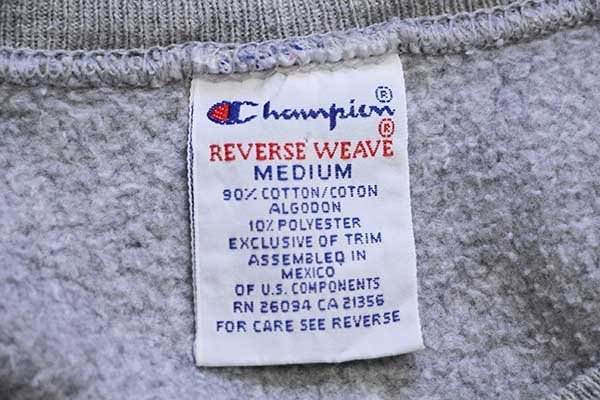 Champion®
REVERSE WEAVE®
MEDIUM
90% COTTON/COTON
ALGODON
10% POLYESTER
EXCLUSIVE OF TRIM
ASSEMBLED IN
MEXICO
OF U.S. COMPONENTS
RN 26094 CA 21356
FOR CARE SEE REVERSE